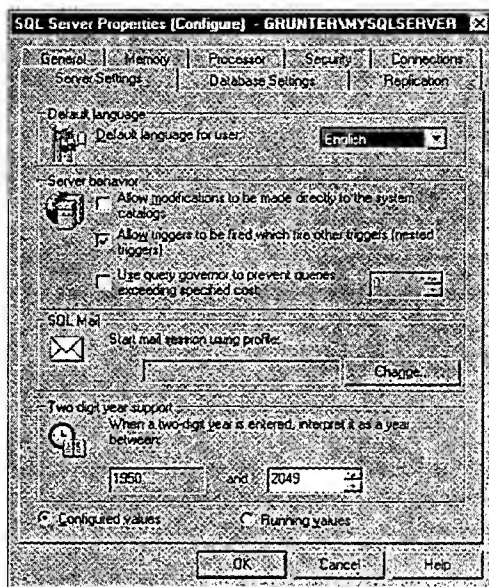 SQL Server Properties (Configure) - GRUNTER\MYSQLSERVER
General Memory Processor Security Connections
Server Settings Database Settings Replication
Default language
Default language for user: English
Server behavior
Allow modifications to be made directly to the system
catalogs
Allow triggers to be fired which fire other triggers (nested
triggers)
Use query governor to prevent queries
exceeding specified cost: 0
SQL Mail
Start mail session using profile:
Change...
Two digit year support
When a two-digit year is entered, interpret it as a year
between:
1950 and 2049
Configured values Running values
OK Cancel Help